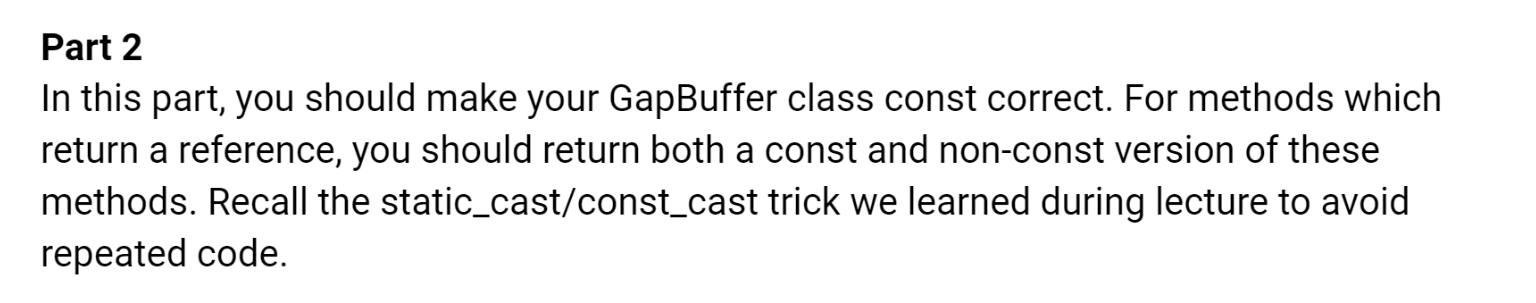 Part 2
In this part, you should make your GapBuffer class const correct. For methods which
return a reference, you should return both a const and non-const version of these
methods. Recall the static_cast/const_cast trick we learned during lecture to avoid
repeated code.